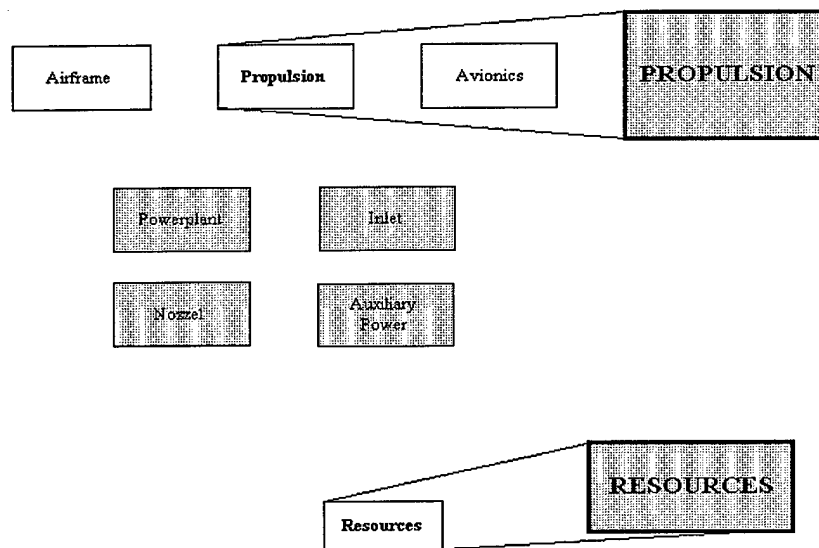 Airframe
Propulsion
Avionics
PROPULSION
Powerplant
Inlet
Nozzel
Auxiliary
Power
RESOURCES
Resources